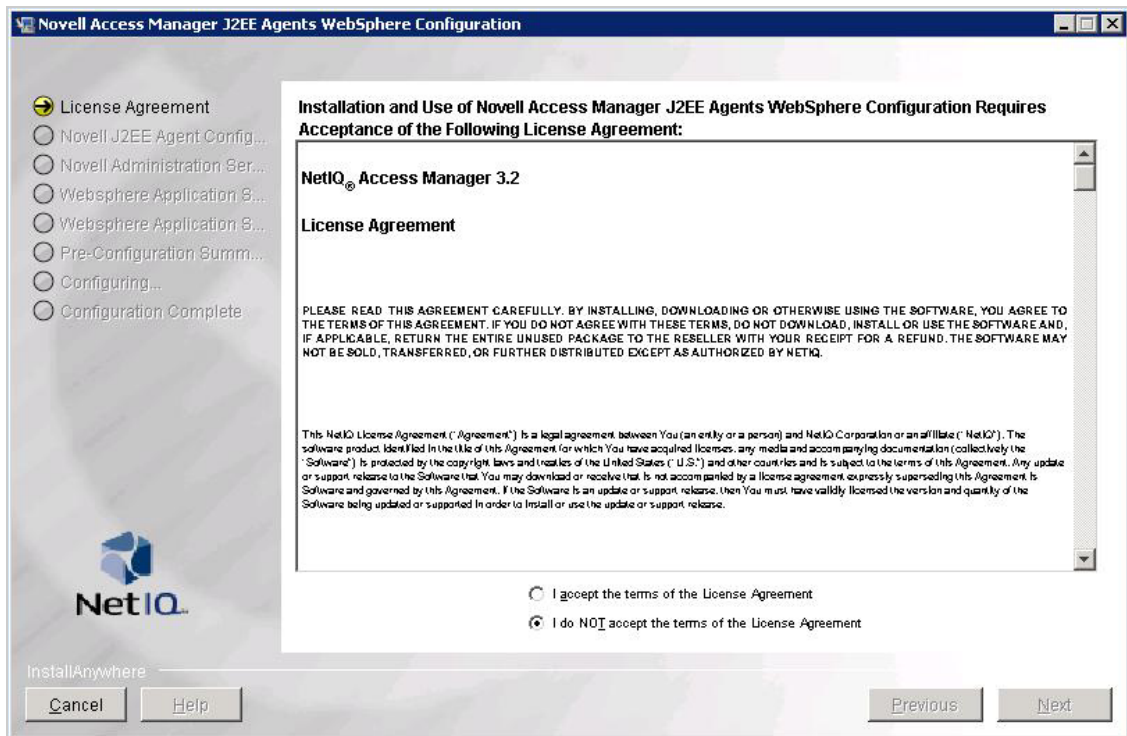 Novell Access Manager J2EE Agents WebSphere Configuration
License Agreement
Novell J2EE Agent Config...
Novell Administration Ser...
Websphere Application S...
Websphere Application S...
Pre-Configuration Summ...
Configuring...
Configuration Complete
Installation and Use of Novell Access Manager J2EE Agents WebSphere Configuration Requires
Acceptance of the Following License Agreement:
NetIQ® Access Manager 3.2
License Agreement
PLEASE READ THIS AGREEMENT CAREFULLY. BY INSTALLING, DOWNLOADING OR OTHERWISE USING THE SOFTWARE, YOU AGREE TO
THE TERMS OF THIS AGREEMENT. IF YOU DO NOT AGREE WITH THESE TERMS, DO NOT DOWNLOAD, INSTALL OR USE THE SOFTWARE AND,
IF APPLICABLE, RETURN THE ENTIRE UNUSED PACKAGE TO THE RESELLER WITH YOUR RECEIPT FOR A REFUND. THE SOFTWARE MAY
NOT BE SOLD, TRANSFERRED, OR FURTHER DISTRIBUTED EXCEPT AS AUTHORIZED BY NETIQ.
This NetIQ License Agreement ("Agreement") is a legal agreement between You (an entity or a person) and NetIQ Corporation or an affiliate ("NetIQ"). The
software product identified in the title of this Agreement for which You have acquired licenses, any media and accompanying documentation (collectively the
"Software") is protected by the copyright laws and treaties of the United States ("U.S.") and other countries and is subject to the terms of this Agreement. Any update
or support release to the Software that You may download or receive that is not accompanied by a license agreement expressly superseding this Agreement is
Software and governed by this Agreement. If the Software is an update or support release, then You must have validly licensed the version and quantity of the
Software being updated or supported in order to install or use the update or support release.
NetIQ
I accept the terms of the License Agreement
I do NOT accept the terms of the License Agreement
InstallAnywhere
Cancel
Help
Previous
Next